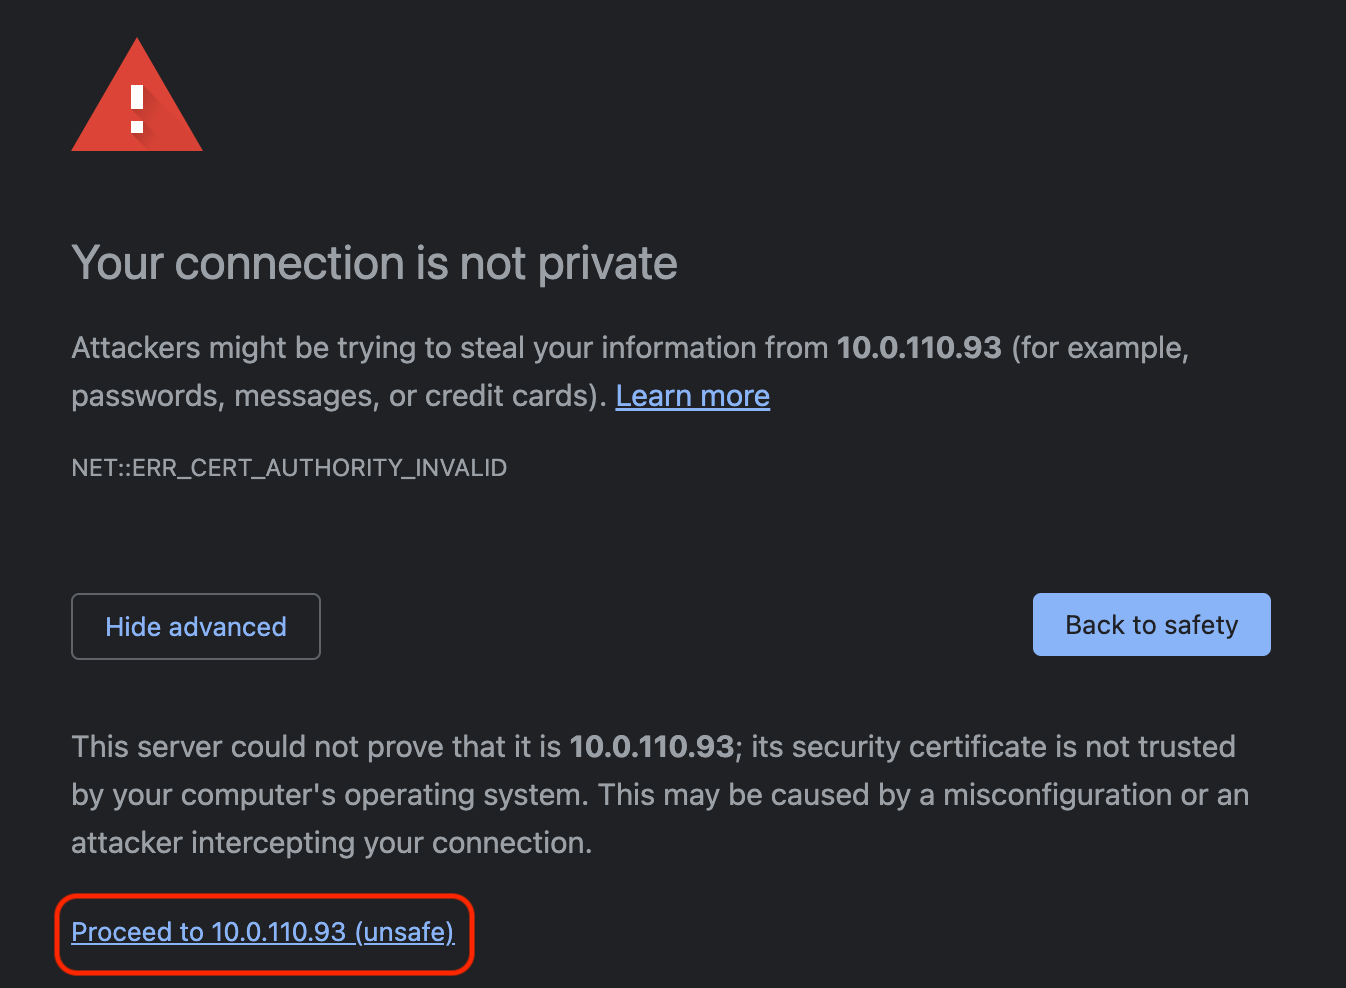 Your connection is not private
Attackers might be trying to steal your information from 10.0.110.93 (for example,
passwords, messages, or credit cards). Learn more
NET::ERR_CERT_AUTHORITY_INVALID
Hide advanced
Back to safety
This server could not prove that it is 10.0.110.93; its security certificate is not trusted
by your computer's operating system. This may be caused by a misconfiguration or an
attacker intercepting your connection.
Proceed to 10.0.110.93 (unsafe)